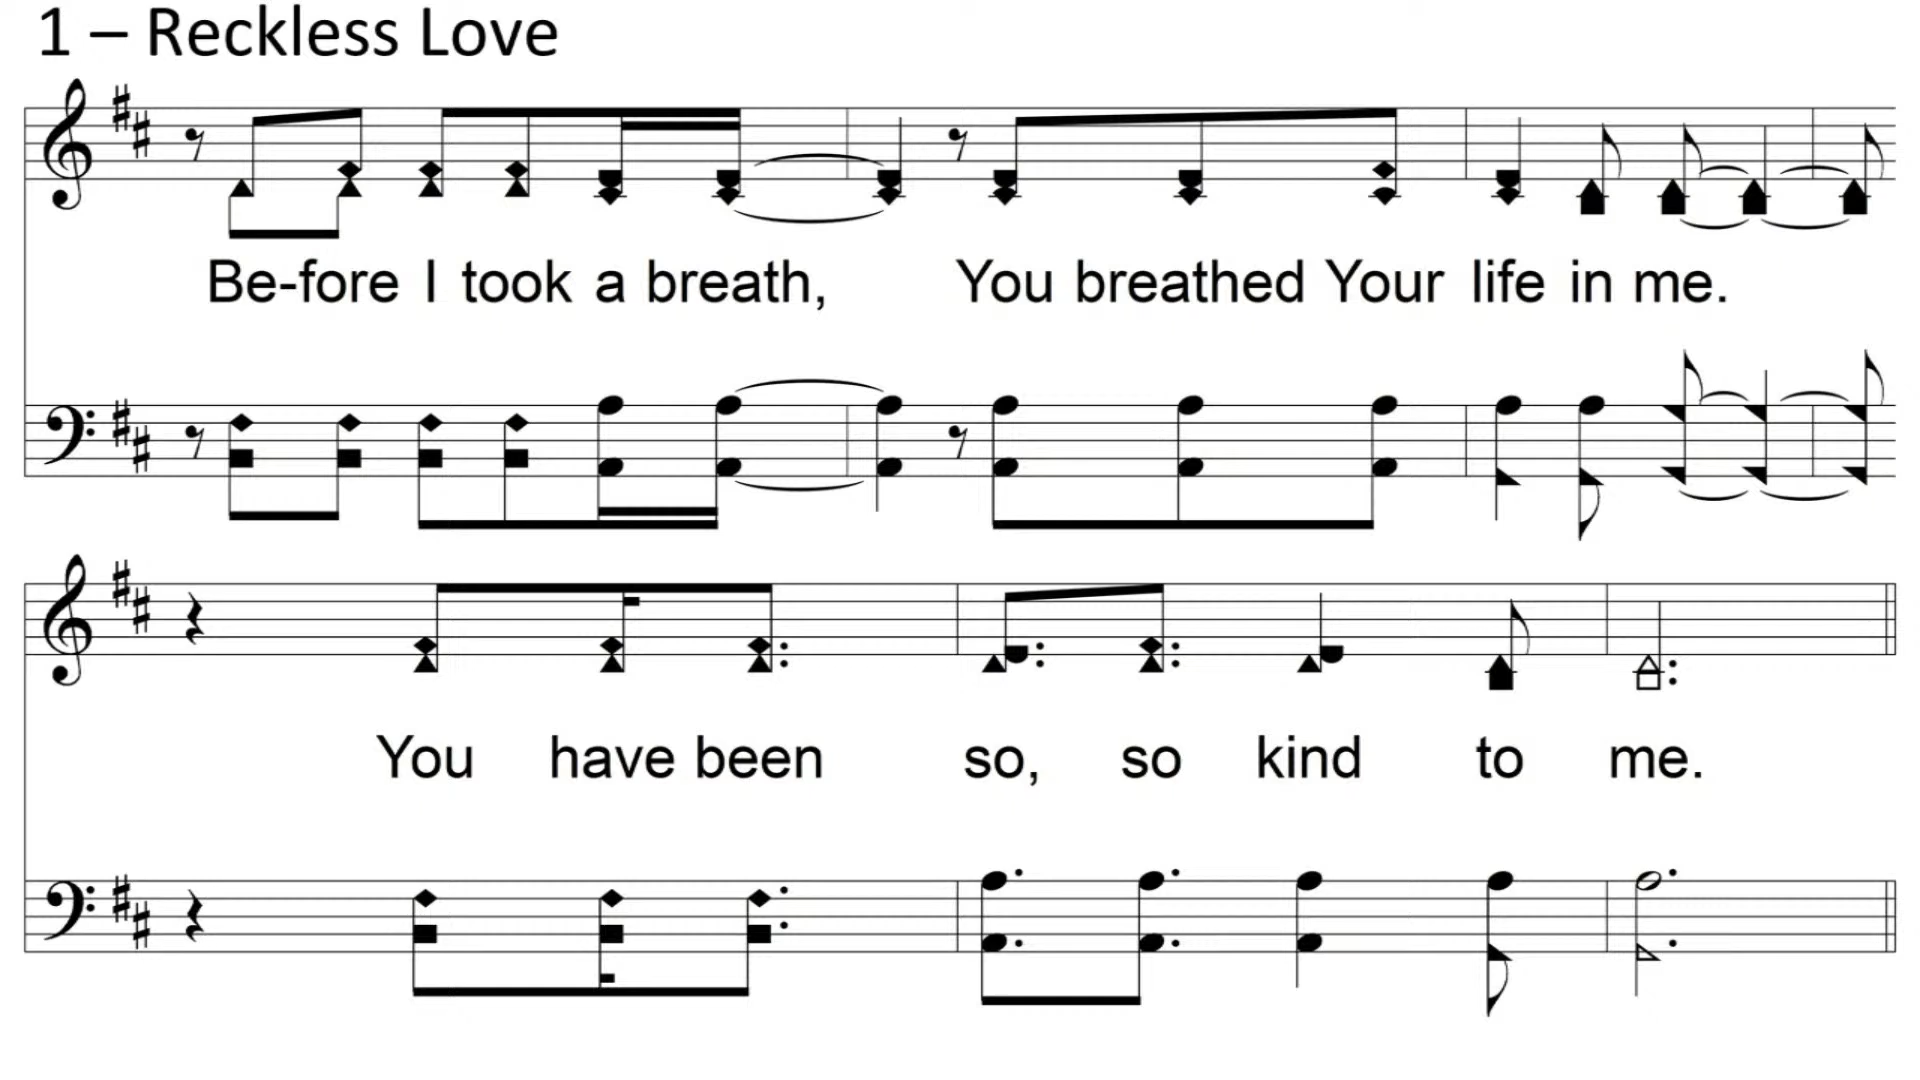 1 – Reckless Love
Be-fore I took a breath, You breathed Your life in me.
You have been so, so kind to me.